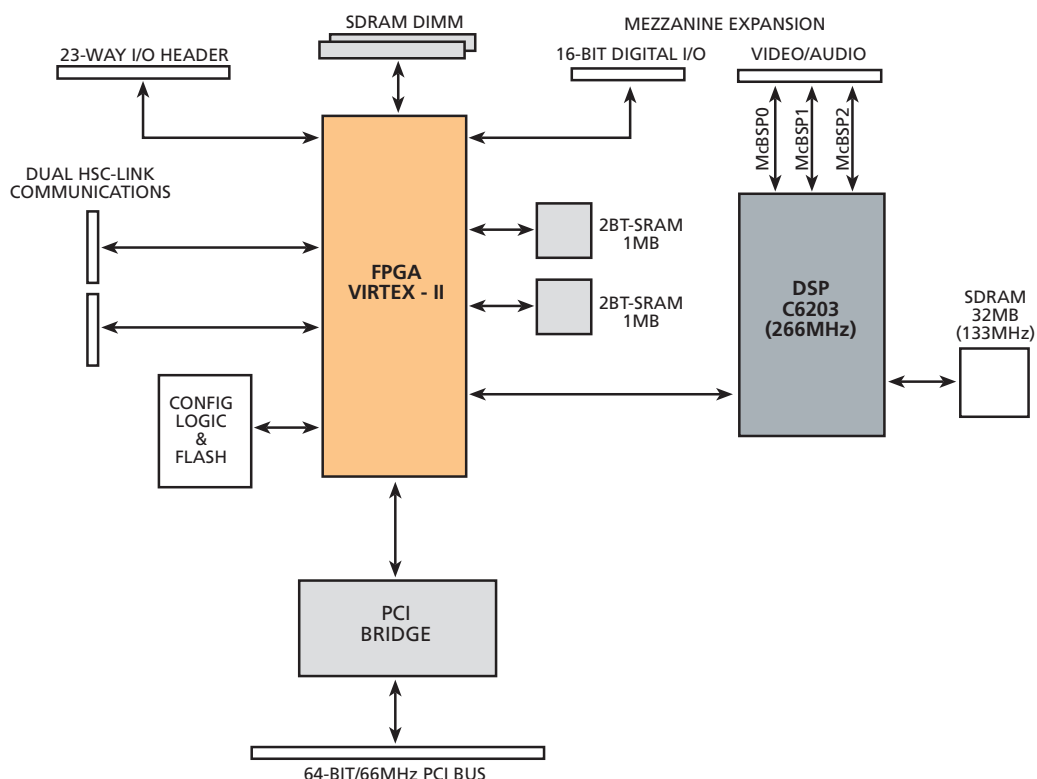 SDRAM DIMM
MEZZANINE EXPANSION
23-WAY I/O HEADER
16-BIT DIGITAL I/O
VIDEO/AUDIO
McBSP0
McBSP1
McBSP2
DUAL HSC-LINK
COMMUNICATIONS
2BT-SRAM
1MB
FPGA
VIRTEX - II
2BT-SRAM
1MB
DSP
C6203
(266MHz)
SDRAM
32MB
(133MHz)
CONFIG
LOGIC
&
FLASH
PCI
BRIDGE
64-BIT/66MHz PCI BUS